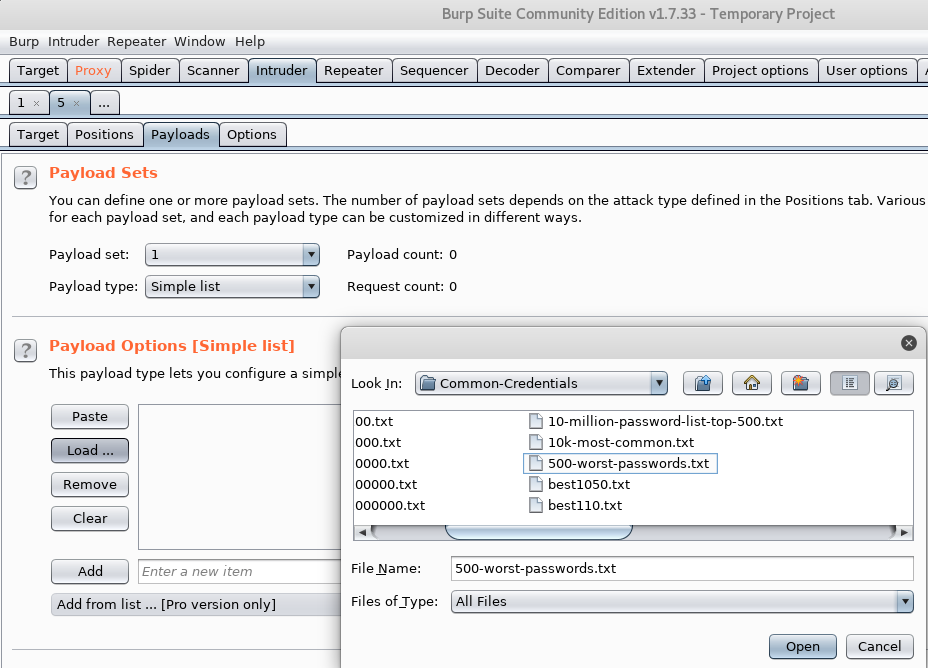 Burp Suite Community Edition v1.7.33 - Temporary Project
Burp Intruder Repeater Window Help
Target Proxy Spider Scanner Intruder Repeater Sequencer Decoder Comparer Extender Project options User options
1 × 5 × ...
Target Positions Payloads Options
? Payload Sets
You can define one or more payload sets. The number of payload sets depends on the attack type defined in the Positions tab. Various
for each payload set, and each payload type can be customized in different ways.
Payload set: 1 Payload count: 0
Payload type: Simple list Request count: 0
? Payload Options [Simple list]
This payload type lets you configure a simple
Paste
Load ...
Remove
Clear
Add Enter a new item
Add from list ... [Pro version only]
Look In: Common-Credentials
00.txt 10-million-password-list-top-500.txt
000.txt 10k-most-common.txt
0000.txt 500-worst-passwords.txt
00000.txt best1050.txt
000000.txt best110.txt
File Name: 500-worst-passwords.txt
Files of Type: All Files
Open Cancel